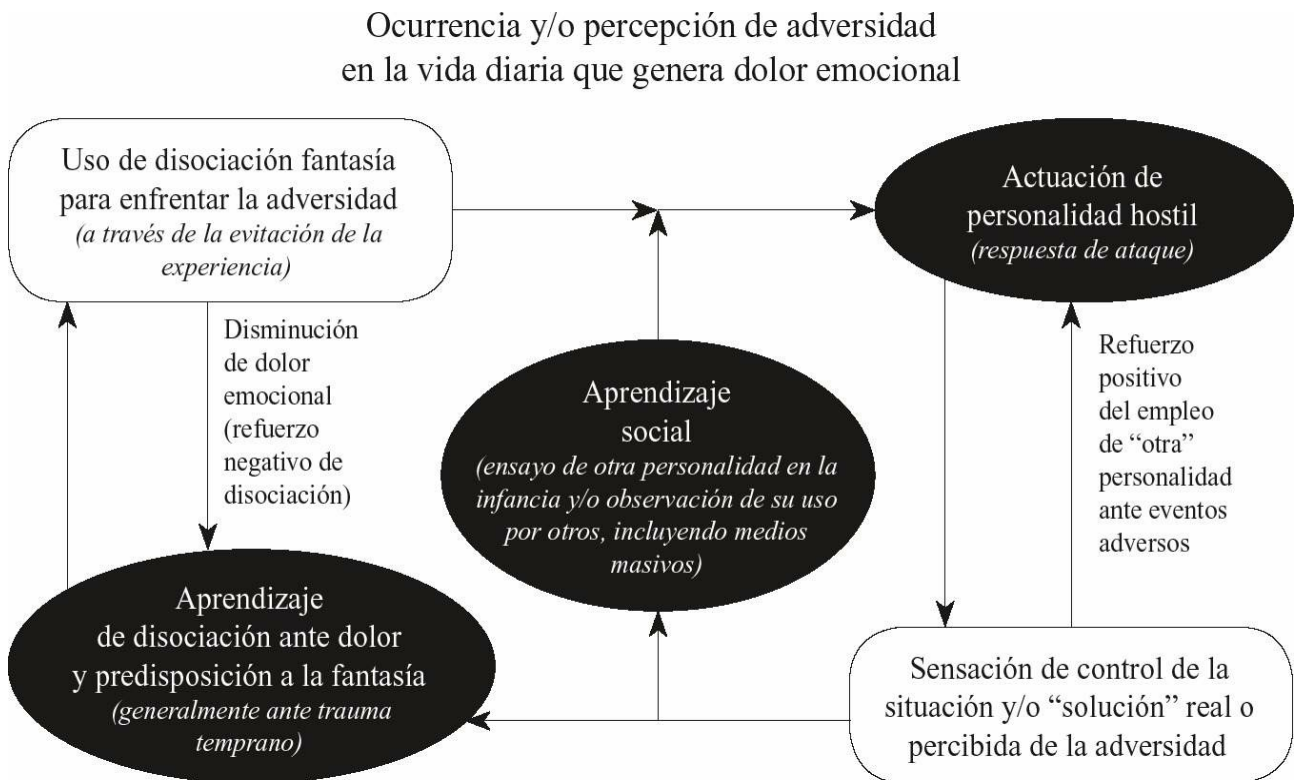 Ocurrencia y/o percepción de adversidad
en la vida diaria que genera dolor emocional
Uso de disociación fantasía
para enfrentar la adversidad
(a través de la evitación de la
experiencia)
Actuación de
personalidad hostil
(respuesta de ataque)
Disminución
de dolor
emocional
(refuerzo
negativo de
disociación)
Aprendizaje
social
(ensayo de otra personalidad en la
infancia y/o observación de su uso
por otros, incluyendo medios
masivos)
Refuerzo
positivo
del empleo
de “otra”
personalidad
ante eventos
adversos
Aprendizaje
de disociación ante dolor
y predisposición a la fantasía
(generalmente ante trauma
temprano)
Sensación de control de la
situación y/o “solución” real o
percibida de la adversidad